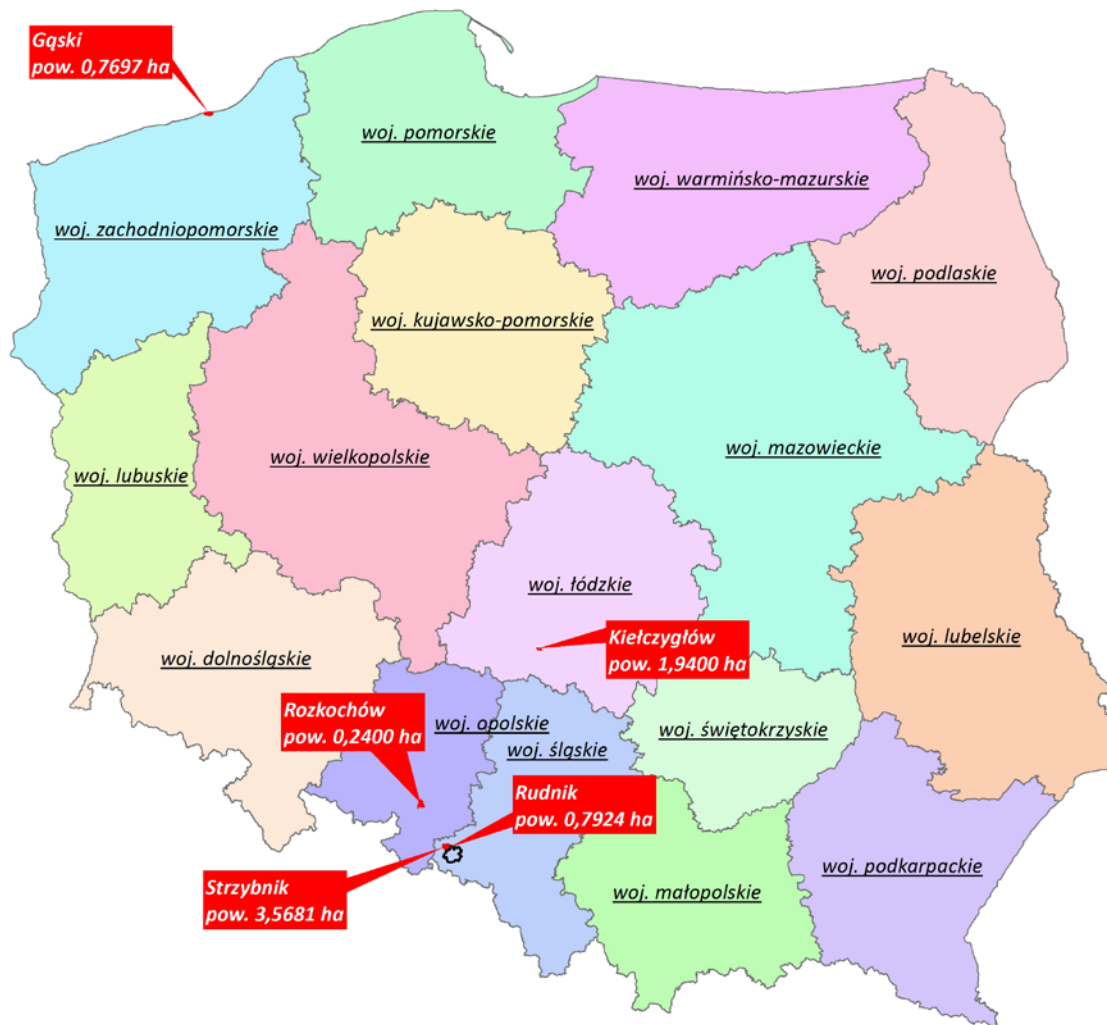 Gąski
pow. 0,7697 ha
woj. pomorskie
woj. warmińsko-mazurskie
woj. zachodniopomorskie
woj. podlaskie
woj. kujawsko-pomorskie
woj. mazowieckie
woj. wielkopolskie
woj. lubuskie
woj. łódzkie
woj. lubelskie
Kiełczygłów
pow. 1,9400 ha
woj. dolnośląskie
Rozkochów
pow. 0,2400 ha
woj. opolskie
woj. śląskie
woj. świętokrzyskie
Rudnik
pow. 0,7924 ha
woj. podkarpackie
Strzybnik
pow. 3,5681 ha
woj. małopolskie